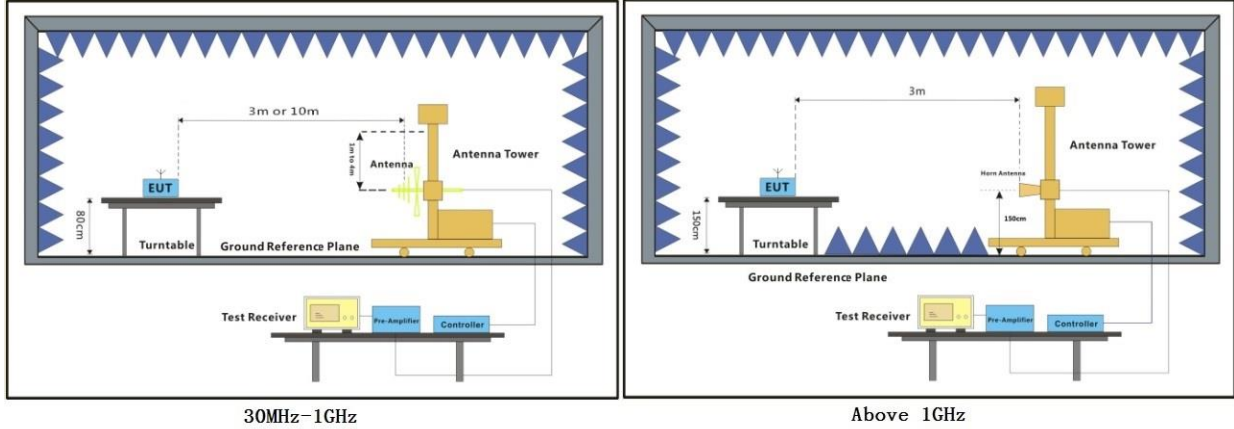 3m or 10m
1m to 4m
Antenna
Antenna Tower
EUT
80cm
Turntable
Ground Reference Plane
Test Receiver
Pre-Amplifier
Controller
30MHz-1GHz
3m
Antenna Tower
Horn Antenna
EUT
150cm
150cm
Turntable
Ground Reference Plane
Test Receiver
Pre-Amplifier
Controller
Above 1GHz